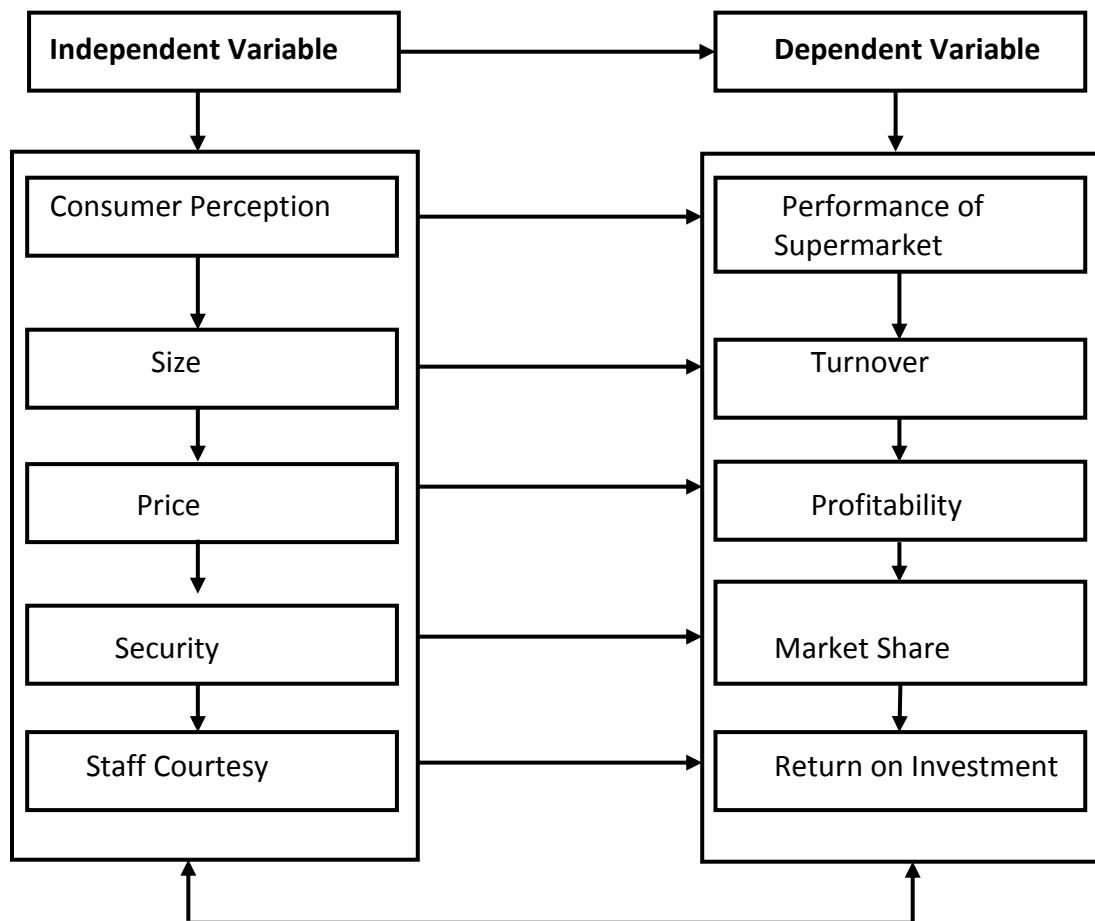 Independent Variable
Dependent Variable
Consumer Perception
Performance of
Supermarket
Size
Turnover
Price
Profitability
Security
Market Share
Staff Courtesy
Return on Investment